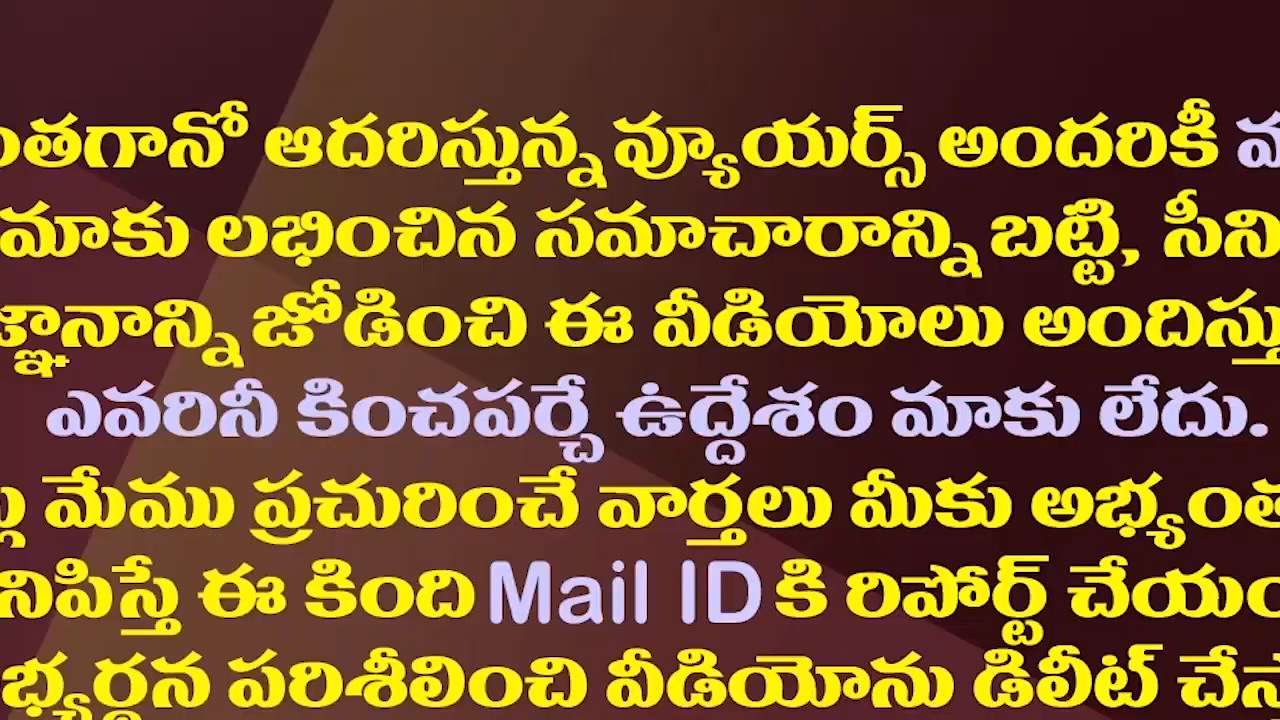 ంతగానో ఆదరిస్తున్న వ్యూయర్స్ అందరికీ
మాకు లభించిన సమాచారాన్ని బట్టి, సీని
జ్ఞానాన్ని జోడించి ఈ వీడియోలు అందిస్తు
ఎవరినీ కించపర్చే ఉద్దేశం మాకు లేదు.
మేము ప్రచురించే వార్తలు మీకు అభ్యంత
నిపిస్తే ఈ కింది Mail ID కి రిపోర్ట్ చేయం
భ్యర్థన పరిశీలించి వీడియోను డిలీట్ చేస